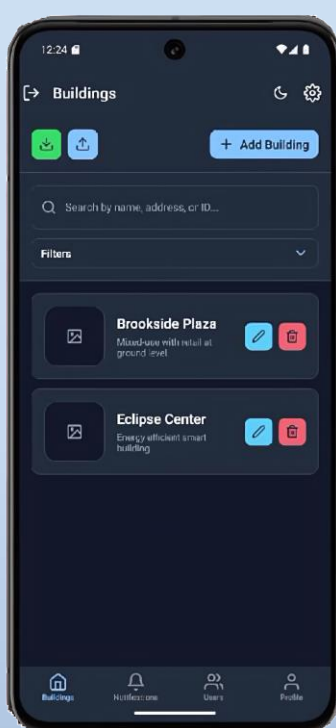 12:24
Buildings
+ Add Building
Search by name, address, or ID...
Filters
Brookside Plaza
Mixed-use with retail at
ground level
Eclipse Center
Energy efficient smart
building
Buildings
Notifications
Users
Profile